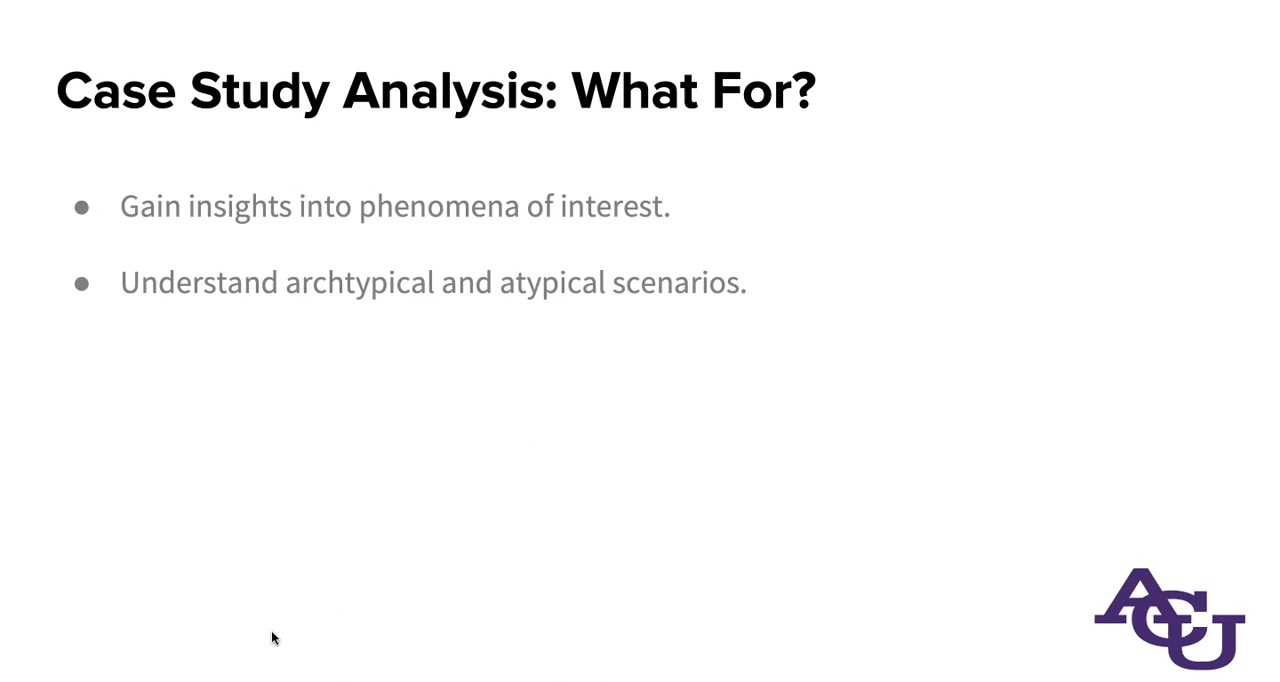 Case Study Analysis: What For?
● Gain insights into phenomena of interest.
● Understand archtypical and atypical scenarios.
ACU